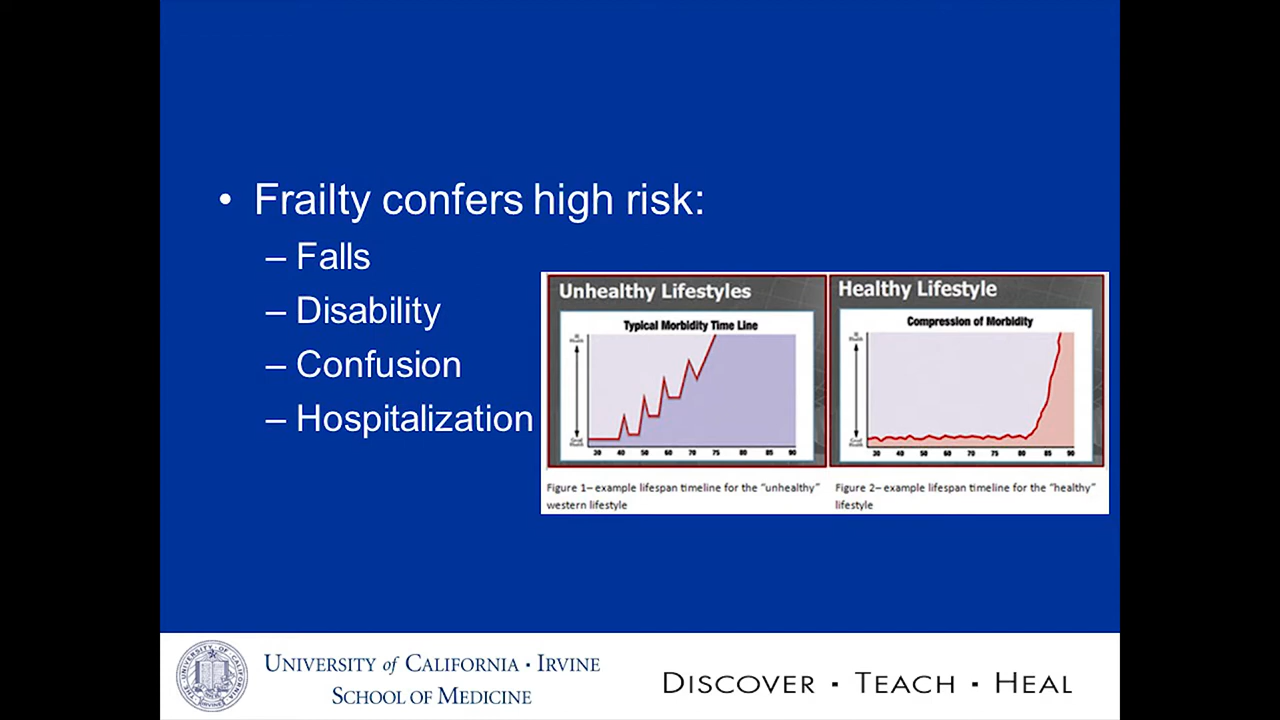 • Frailty confers high risk:
– Falls
– Disability
– Confusion
– Hospitalization
Unhealthy Lifestyles
Typical Morbidity Time Line
30 40 50 60 70 75 80 85 90
Figure 1– example lifespan timeline for the “unhealthy”
western lifestyle
Healthy Lifestyle
Compression of Morbidity
30 40 50 60 70 75 80 85 90
Figure 2– example lifespan timeline for the “healthy”
lifestyle
UNIVERSITY of CALIFORNIA • IRVINE
SCHOOL OF MEDICINE
DISCOVER • TEACH • HEAL